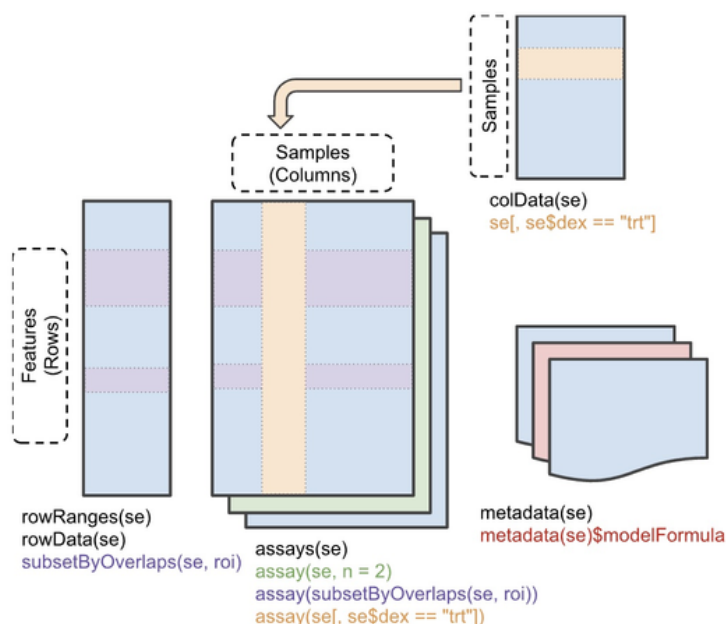 Samples
colData(se)
se[, se$dex == "trt"]
Samples
(Columns)
Features
(Rows)
rowRanges(se)
rowData(se)
subsetByOverlaps(se, roi)
assays(se)
assay(se, n = 2)
assay(subsetByOverlaps(se, roi))
assay(se[, se$dex == "trt"])
metadata(se)
metadata(se)$modelFormula